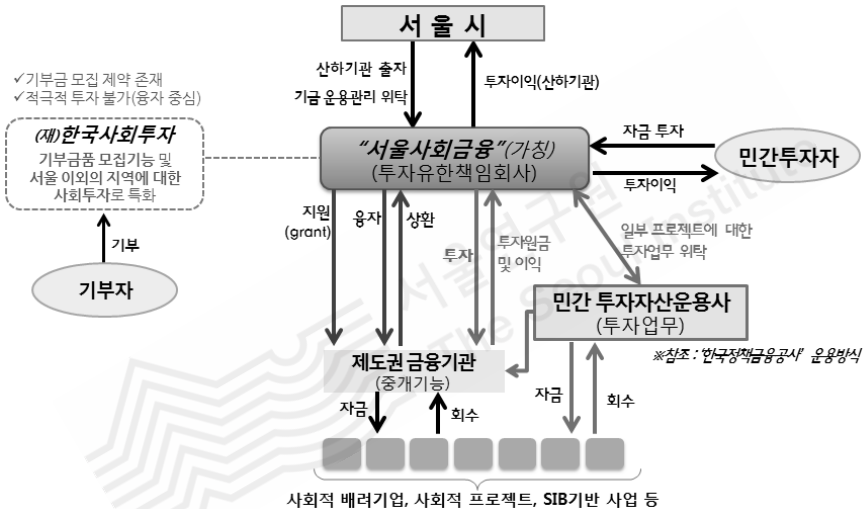 서 울 시
산하기관 출자
기금 운용관리 위탁
투자이익(산하기관)
✓기부금 모집 제약 존재
✓적극적 투자 불가(융자 중심)
(재)한국사회투자
기부금품 모집기능 및
서울 이외의 지역에 대한
사회투자로 특화
기부
기부자
“서울사회금융”(가칭)
(투자유한책임회사)
자금 투자
투자이익
민간투자자
지원
(grant)
융자
상환
투자
투자원금
및 이익
일부 프로젝트에 대한
투자업무 위탁
민간 투자자산운용사
(투자업무)
※참조 : ‘한국정책금융공사’ 운용방식
제도권 금융기관
(중개기능)
자금
회수
자금
회수
사회적 배려기업, 사회적 프로젝트, SIB기반 사업 등
서울연구원
The Seoul Institute